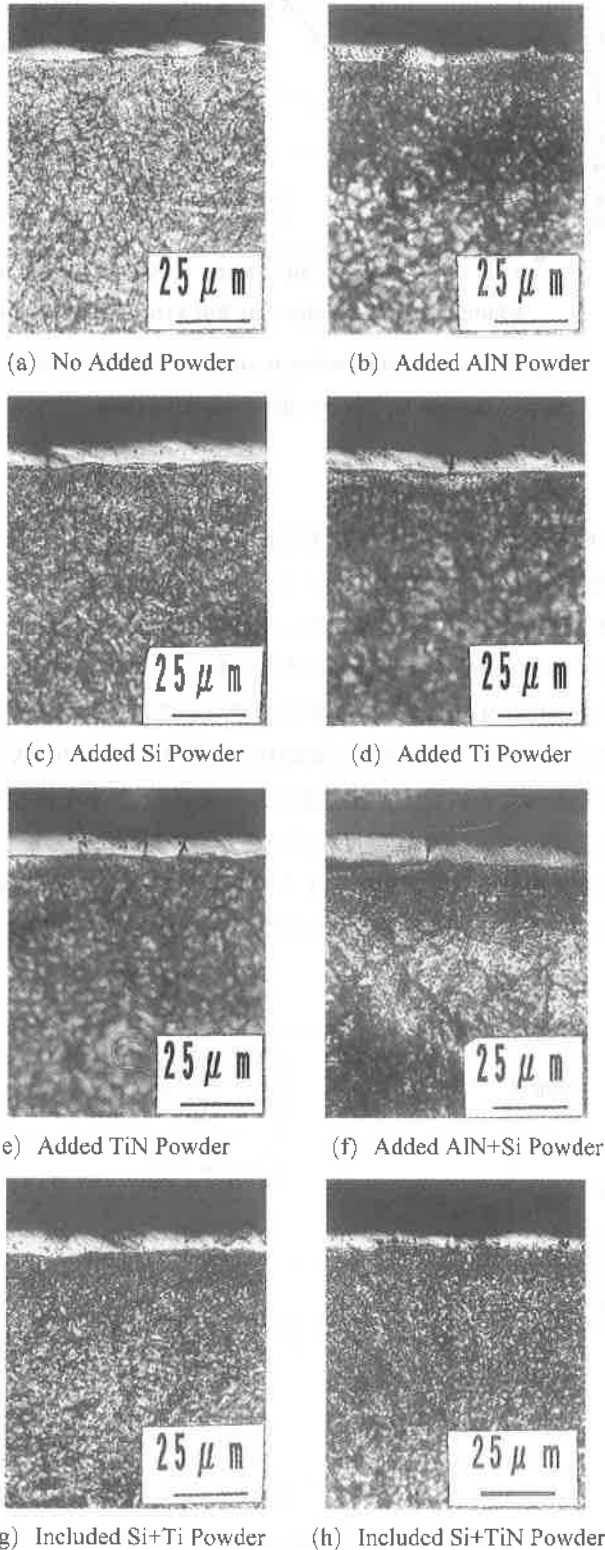 25 μ m
25 μ m
(a) No Added Powder
(b) Added AlN Powder
25 μ m
25 μ m
(c) Added Si Powder
(d) Added Ti Powder
25 μ m
25 μ m
e) Added TiN Powder
(f) Added AlN+Si Powder
25 μ m
25 μ m
g) Included Si+Ti Powder
(h) Included Si+TiN Powder